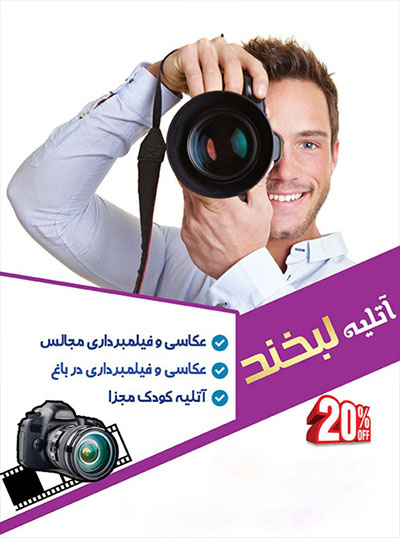 آتلیه لبخند
عکاسی و فیلمبرداری مجالس
عکاسی و فیلمبرداری در باغ
آتلیه کودک مجزا
20%
OFF